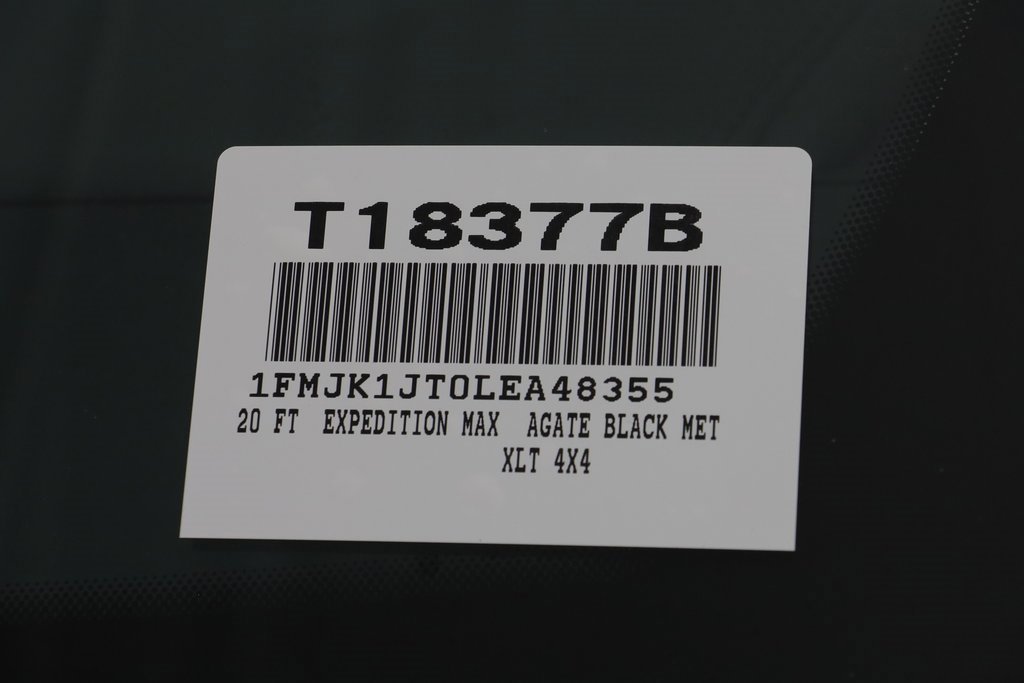 T18377B
1FMJK1JT0LEA48355
20 FT EXPEDITION MAX AGATE BLACK MET
XLT 4X4